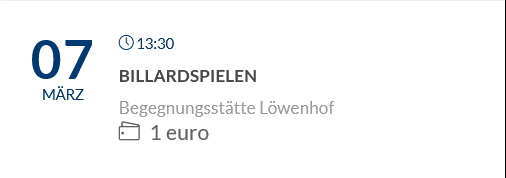 07
MÄRZ
13:30
BILLARDSPIELEN
Begegnungsstätte Löwenhof
1 euro